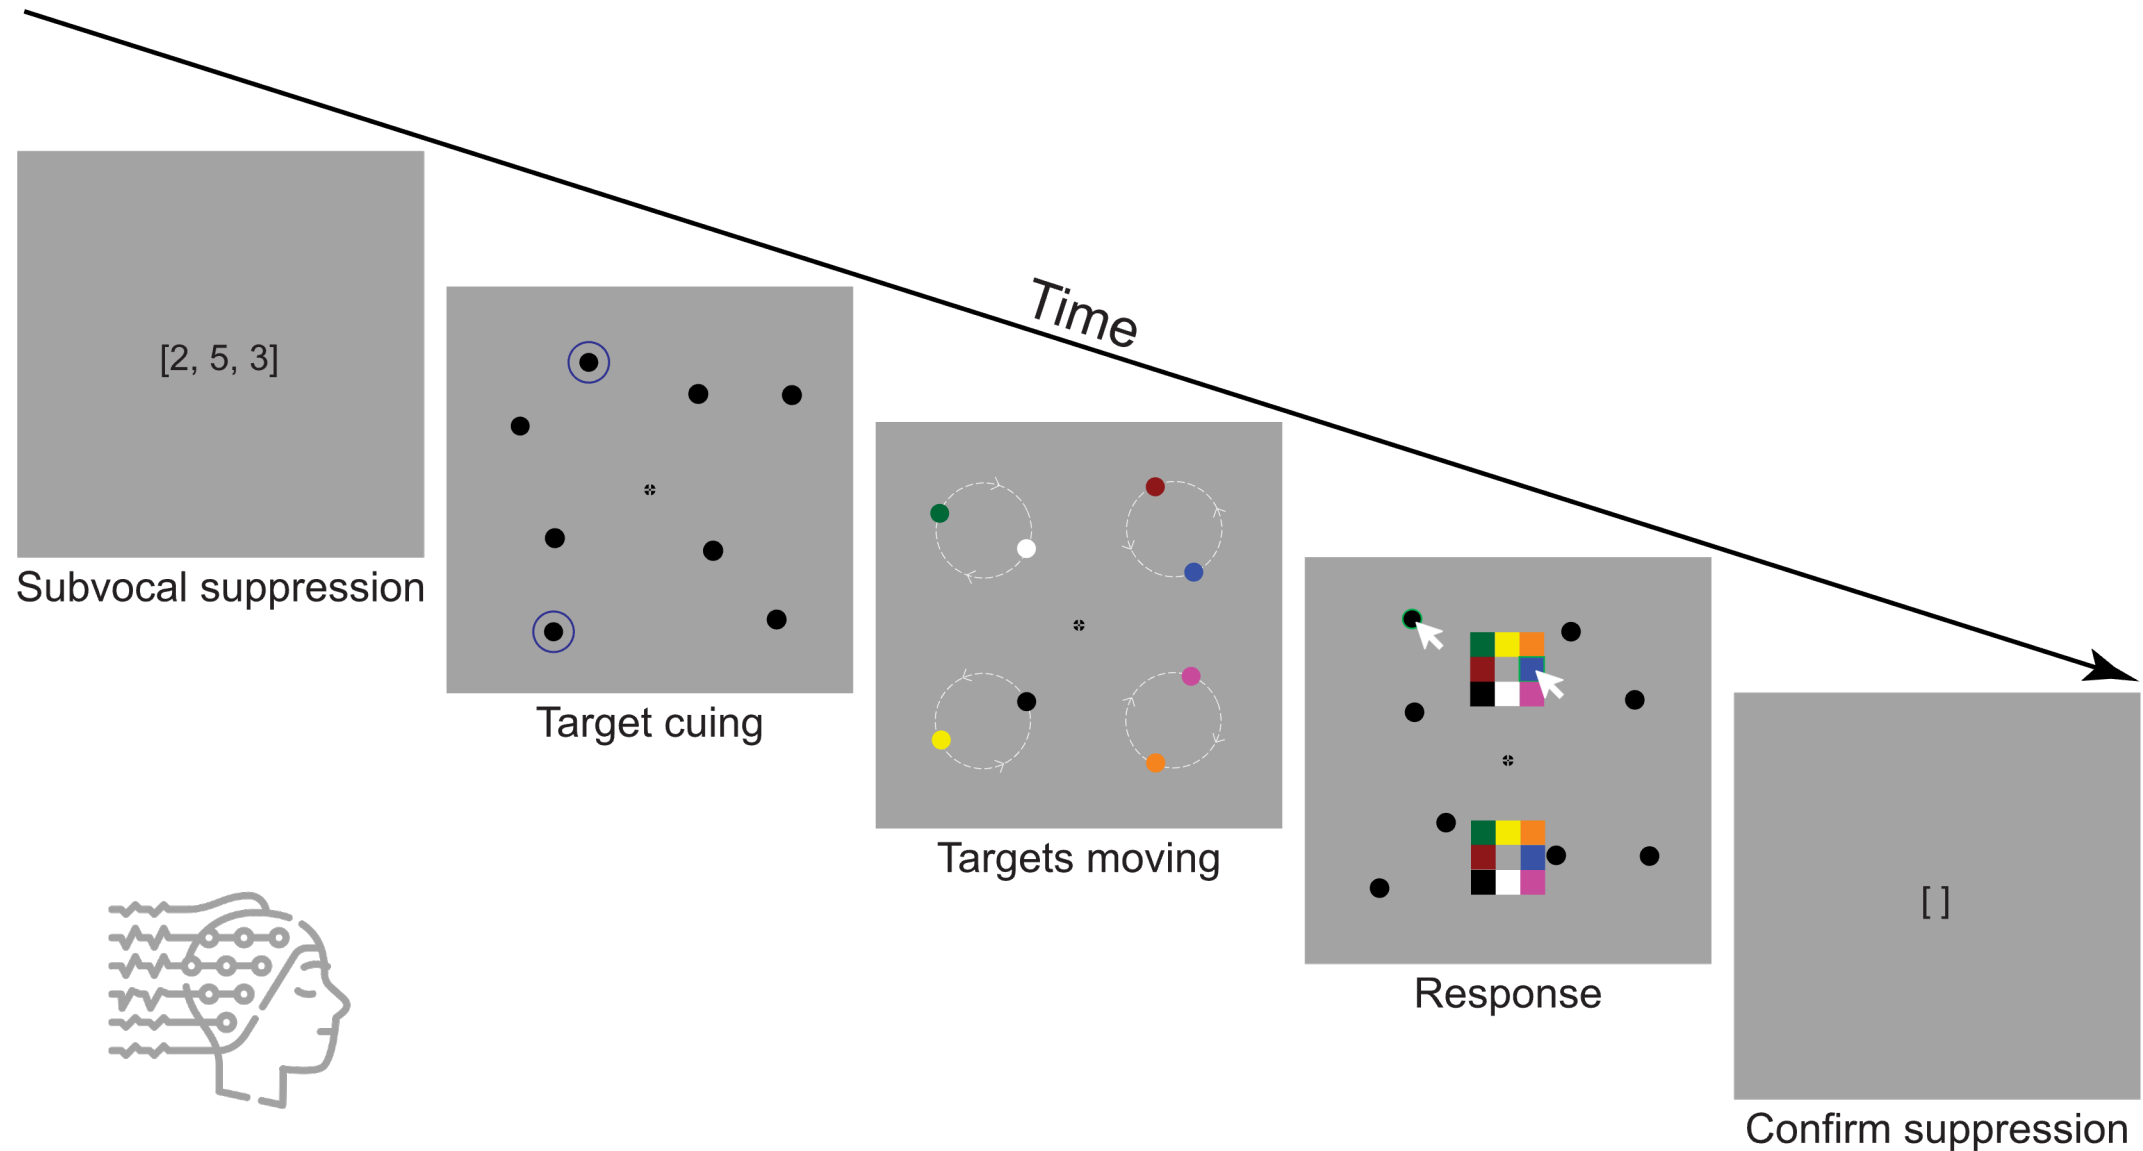 Time
[2, 5, 3]
Subvocal suppression
Target cuing
Targets moving
Response
[ ]
Confirm suppression